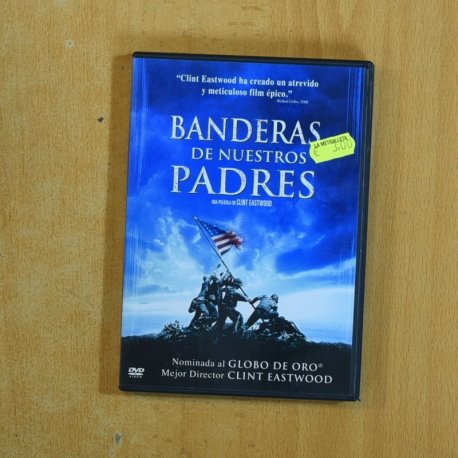 “Clint Eastwood ha creado un atrevido
y meticuloso film épico.”
BANDERAS
DE NUESTROS
PADRES
LA METRALLETA
€ 3,00
UNA PELÍCULA DE CLINT EASTWOOD
Nominada al GLOBO DE ORO®
Mejor Director CLINT EASTWOOD
DVD
VIDEO